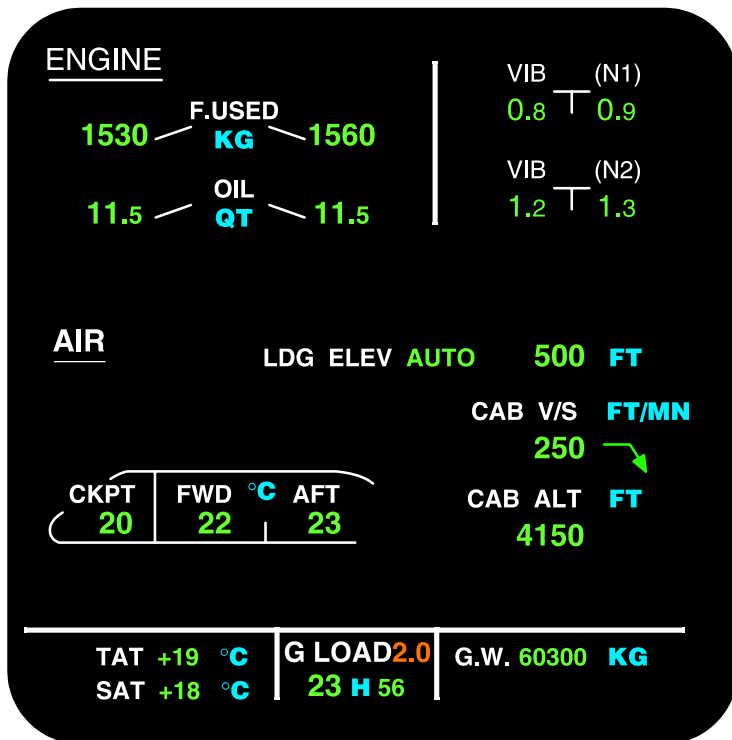 ENGINE
F.USED
1530 KG 1560
OIL
11.5 QT 11.5
VIB (N1)
0.8 0.9
VIB (N2)
1.2 1.3
AIR
LDG ELEV AUTO 500 FT
CAB V/S FT/MN
250
CKPT FWD °C AFT
20 22 23
CAB ALT FT
4150
TAT +19 °C
SAT +18 °C
G LOAD2.0
23 H 56
G.W. 60300 KG